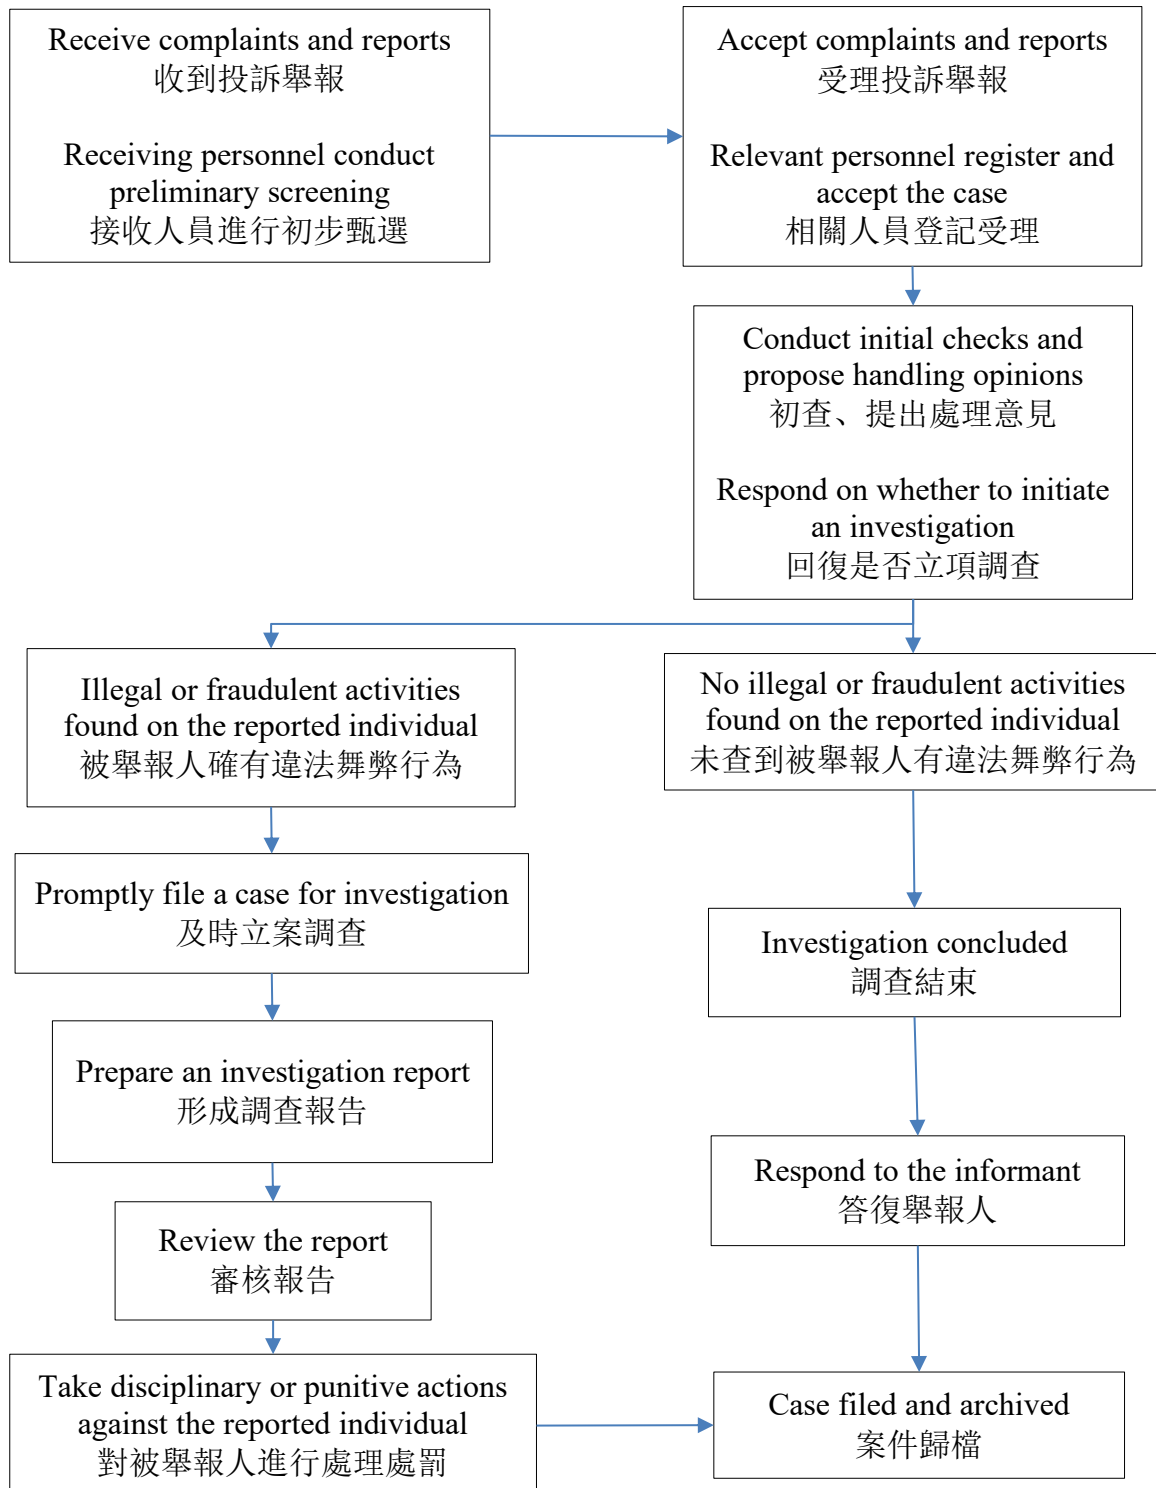 Receive complaints and reports
收到投訴舉報
Receiving personnel conduct
preliminary screening
接收人員進行初步甄選
Accept complaints and reports
受理投訴舉報
Relevant personnel register and
accept the case
相關人員登記受理
Conduct initial checks and
propose handling opinions
初查、提出處理意見
Respond on whether to initiate
an investigation
回復是否立項調查
Illegal or fraudulent activities
found on the reported individual
被舉報人確有違法舞弊行為
No illegal or fraudulent activities
found on the reported individual
未查到被舉報人有違法舞弊行為
Promptly file a case for investigation
及時立案調查
Investigation concluded
調查結束
Prepare an investigation report
形成調查報告
Respond to the informant
答復舉報人
Review the report
審核報告
Take disciplinary or punitive actions
against the reported individual
對被舉報人進行處理處罰
Case filed and archived
案件歸檔